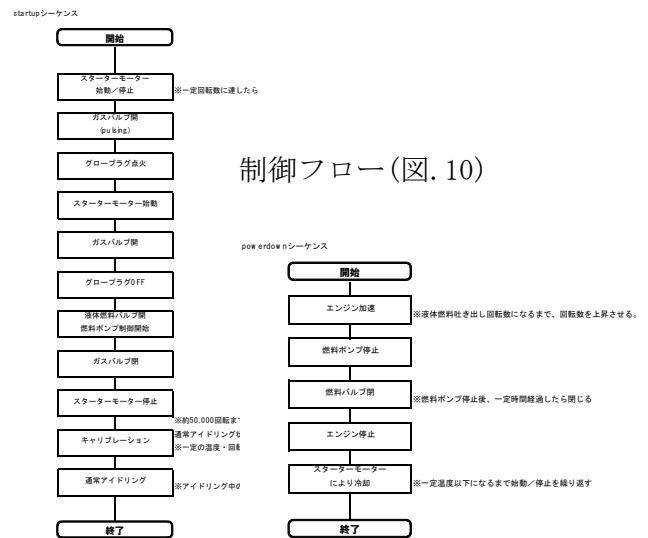 startupシーケンス
開始
スターターモーター
始動／停止
※一定回転数に達したら
ガスバルブ開
(pulsing)
グロープラグ点火
スターターモーター始動
ガスバルブ開
グロープラグOFF
液体燃料バルブ開
燃料ポンプ制御開始
ガスバルブ閉
スターターモーター停止
キャリブレーション
※約50,000回転ま
通常アイドリング
※一定の温度・回
通常アイドリング
※アイドリング中の
終了
制御フロー(図.10)
powerdownシーケンス
開始
エンジン加速
※液体燃料吐き出し回転数になるまで、回転数を上昇させる。
燃料ポンプ停止
燃料バルブ閉
※燃料ポンプ停止後、一定時間経過したら閉じる
エンジン停止
スターターモーター
により冷却
※一定温度以下になるまで始動／停止を繰り返す
終了